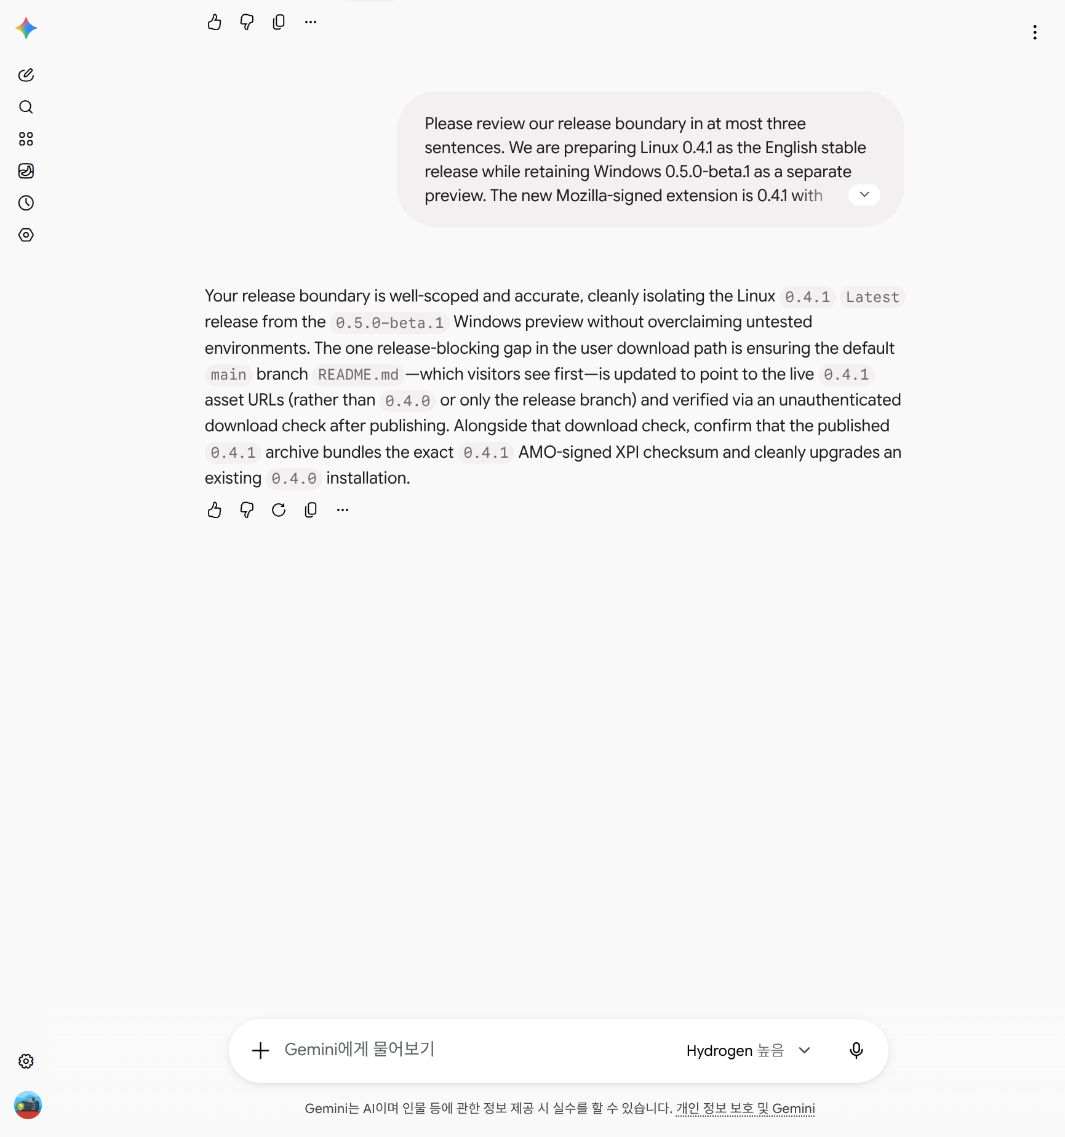 Please review our release boundary in at most three
sentences. We are preparing Linux 0.4.1 as the English stable
release while retaining Windows 0.5.0-beta.1 as a separate
preview. The new Mozilla-signed extension is 0.4.1 with
Your release boundary is well-scoped and accurate, cleanly isolating the Linux 0.4.1 Latest
release from the 0.5.0-beta.1 Windows preview without overclaiming untested
environments. The one release-blocking gap in the user download path is ensuring the default
main branch README.md —which visitors see first—is updated to point to the live 0.4.1
asset URLs (rather than 0.4.0 or only the release branch) and verified via an unauthenticated
download check after publishing. Alongside that download check, confirm that the published
0.4.1 archive bundles the exact 0.4.1 AMO-signed XPI checksum and cleanly upgrades an
existing 0.4.0 installation.
Gemini에게 물어보기
Hydrogen 높음
Gemini는 AI이며 인물 등에 관한 정보 제공 시 실수를 할 수 있습니다. 개인 정보 보호 및 Gemini